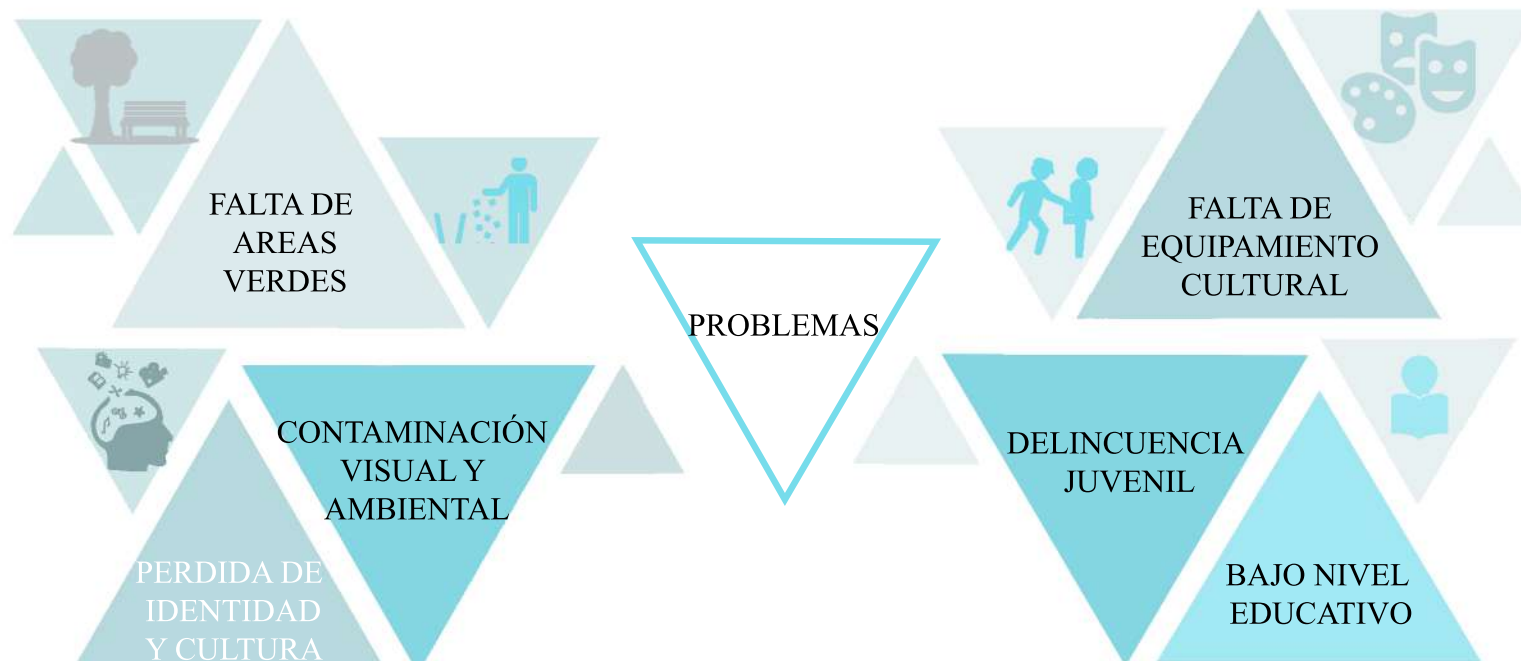 FALTA DE
AREAS
VERDES
CONTAMINACIÓN
VISUAL Y
AMBIENTAL
PERDIDA DE
IDENTIDAD
Y CULTURA
PROBLEMAS
FALTA DE
EQUIPAMIENTO
CULTURAL
DELINCUENCIA
JUVENIL
BAJO NIVEL
EDUCATIVO